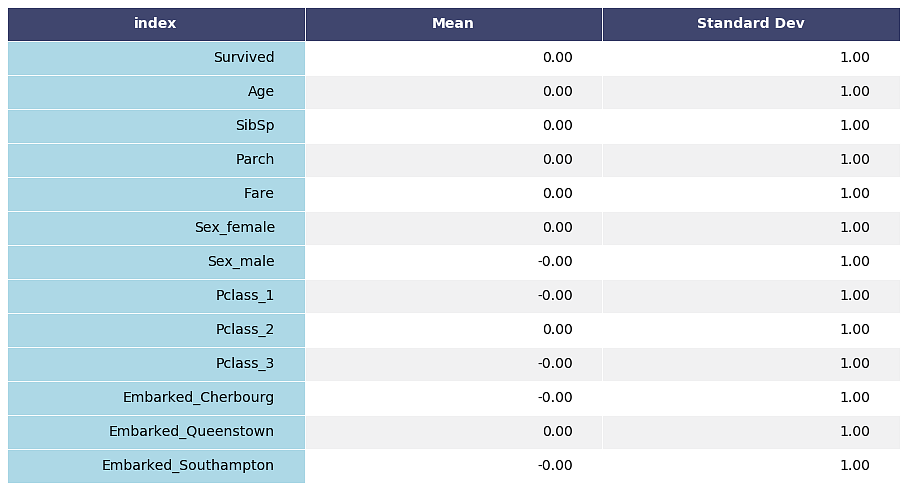 index Mean Standard Dev
Survived 0.00 1.00
Age 0.00 1.00
SibSp 0.00 1.00
Parch 0.00 1.00
Fare 0.00 1.00
Sex_female 0.00 1.00
Sex_male -0.00 1.00
Pclass_1 -0.00 1.00
Pclass_2 0.00 1.00
Pclass_3 -0.00 1.00
Embarked_Cherbourg -0.00 1.00
Embarked_Queenstown 0.00 1.00
Embarked_Southampton -0.00 1.00